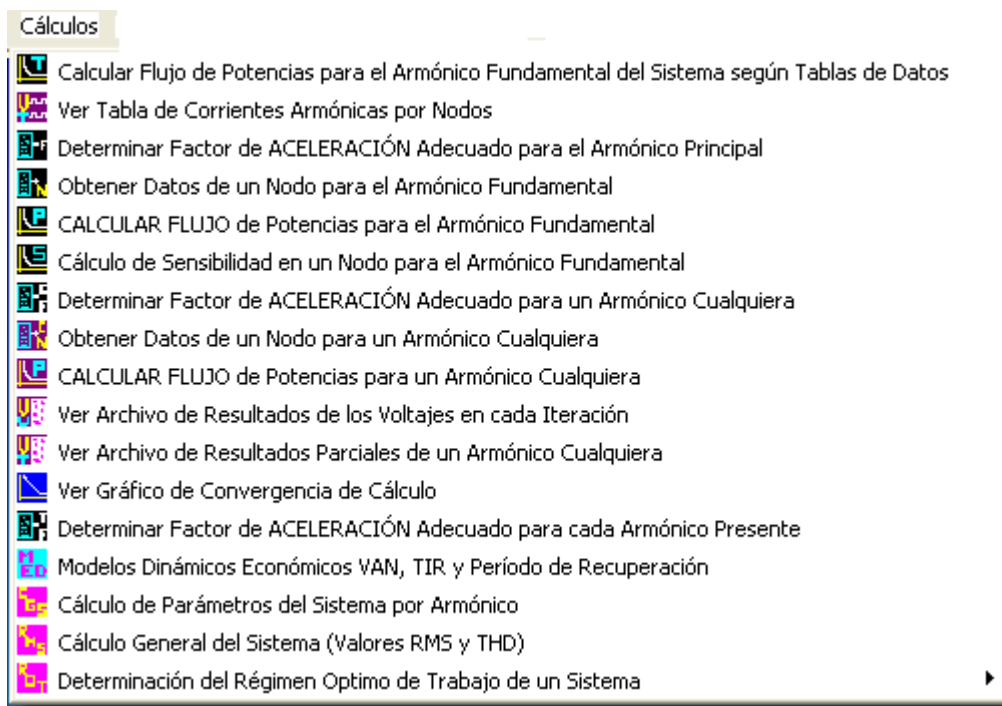 Cálculos
Calcular Flujo de Potencias para el Armónico Fundamental del Sistema según Tablas de Datos
Ver Tabla de Corrientes Armónicas por Nodos
Determinar Factor de ACELERACIÓN Adecuado para el Armónico Principal
Obtener Datos de un Nodo para el Armónico Fundamental
CALCULAR FLUJO de Potencias para el Armónico Fundamental
Cálculo de Sensibilidad en un Nodo para el Armónico Fundamental
Determinar Factor de ACELERACIÓN Adecuado para un Armónico Cualquiera
Obtener Datos de un Nodo para un Armónico Cualquiera
CALCULAR FLUJO de Potencias para un Armónico Cualquiera
Ver Archivo de Resultados de los Voltajes en cada Iteración
Ver Archivo de Resultados Parciales de un Armónico Cualquiera
Ver Gráfico de Convergencia de Cálculo
Determinar Factor de ACELERACIÓN Adecuado para cada Armónico Presente
Modelos Dinámicos Económicos VAN, TIR y Período de Recuperación
Cálculo de Parámetros del Sistema por Armónico
Cálculo General del Sistema (Valores RMS y THD)
Determinación del Régimen Optimo de Trabajo de un Sistema